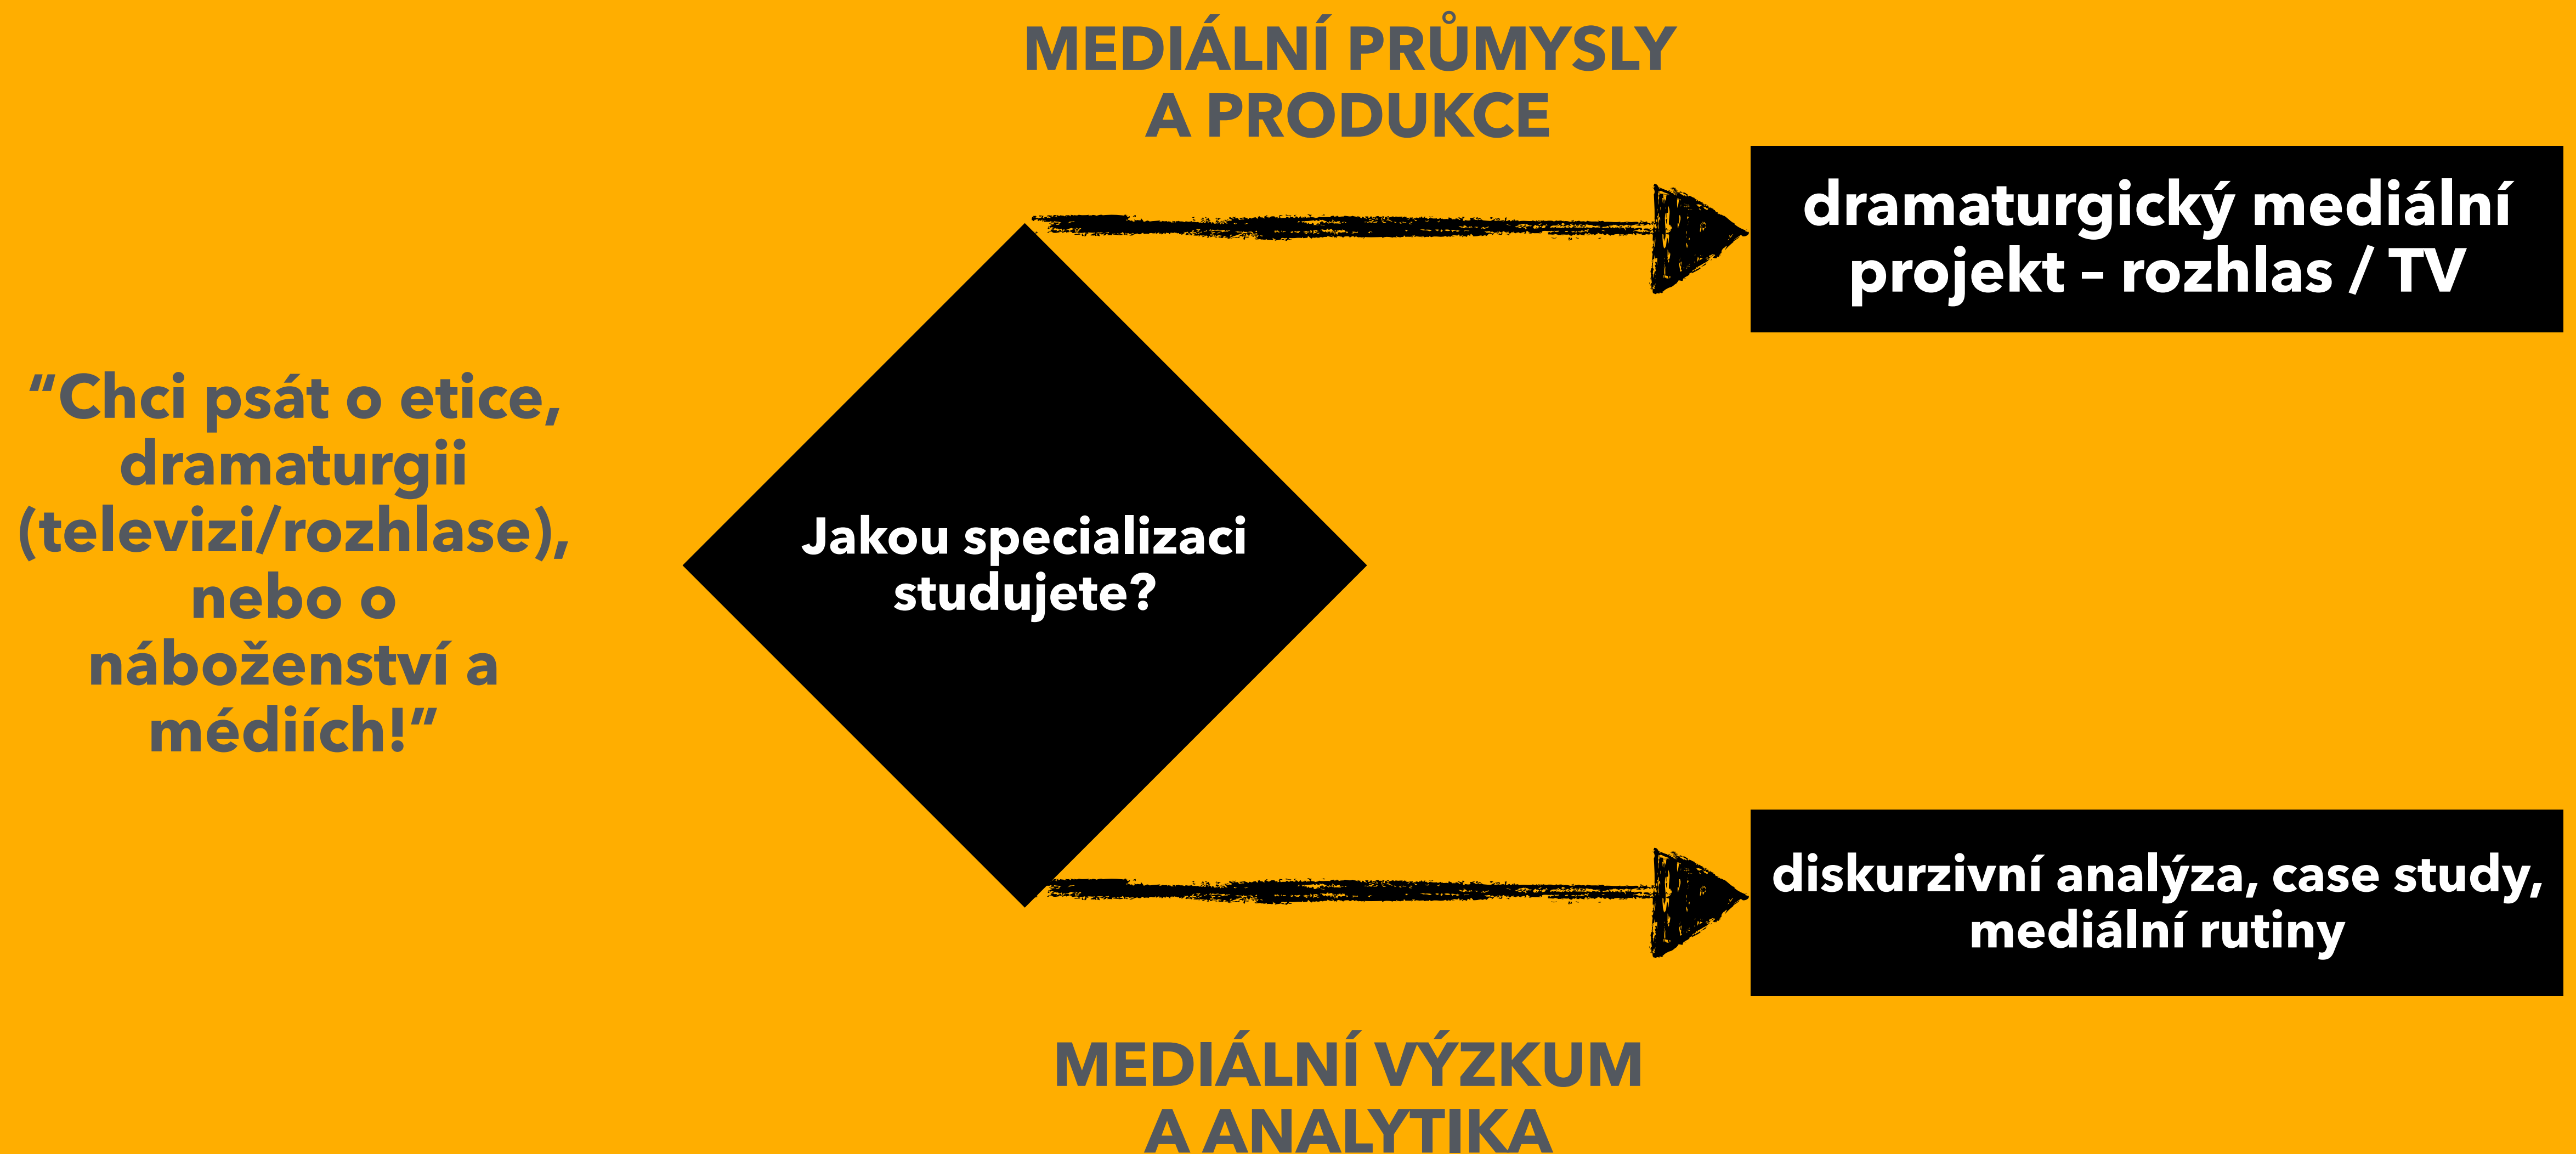 MEDIÁLNÍ PRŮMYSLY
A PRODUKCE
dramaturgický mediální
projekt – rozhlas / TV
“Chci psát o etice,
dramaturgii
(televizi/rozhlase),
nebo o
náboženství a
médiích!”
Jakou specializaci
studujete?
diskurzivní analýza, case study,
mediální rutiny
MEDIÁLNÍ VÝZKUM
A ANALYTIKA